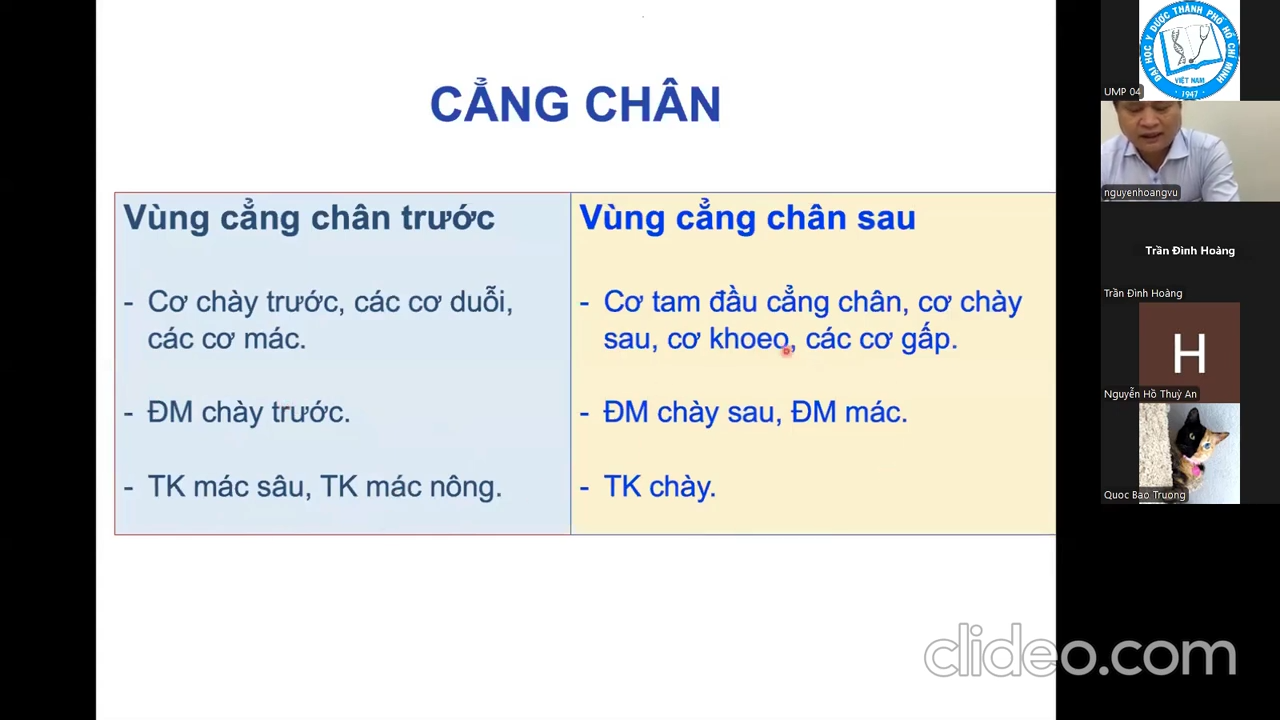 CẲNG CHÂN
Vùng cẳng chân trước
- Cơ chày trước, các cơ duỗi,
các cơ mác.
- ĐM chày trước.
- TK mác sâu, TK mác nông.
Vùng cẳng chân sau
- Cơ tam đầu cẳng chân, cơ chày
sau, cơ khoeo, các cơ gấp.
- ĐM chày sau, ĐM mác.
- TK chày.
ĐẠI HỌC Y DƯỢC THÀNH PHỐ HỒ CHÍ MINH
VIỆT NAM
1947
UMP 04
nguyenhoangvu
Trần Đình Hoàng
Trần Đình Hoàng
H
Nguyễn Hồ Thuỳ An
Quoc Bao Truong
clideo.com